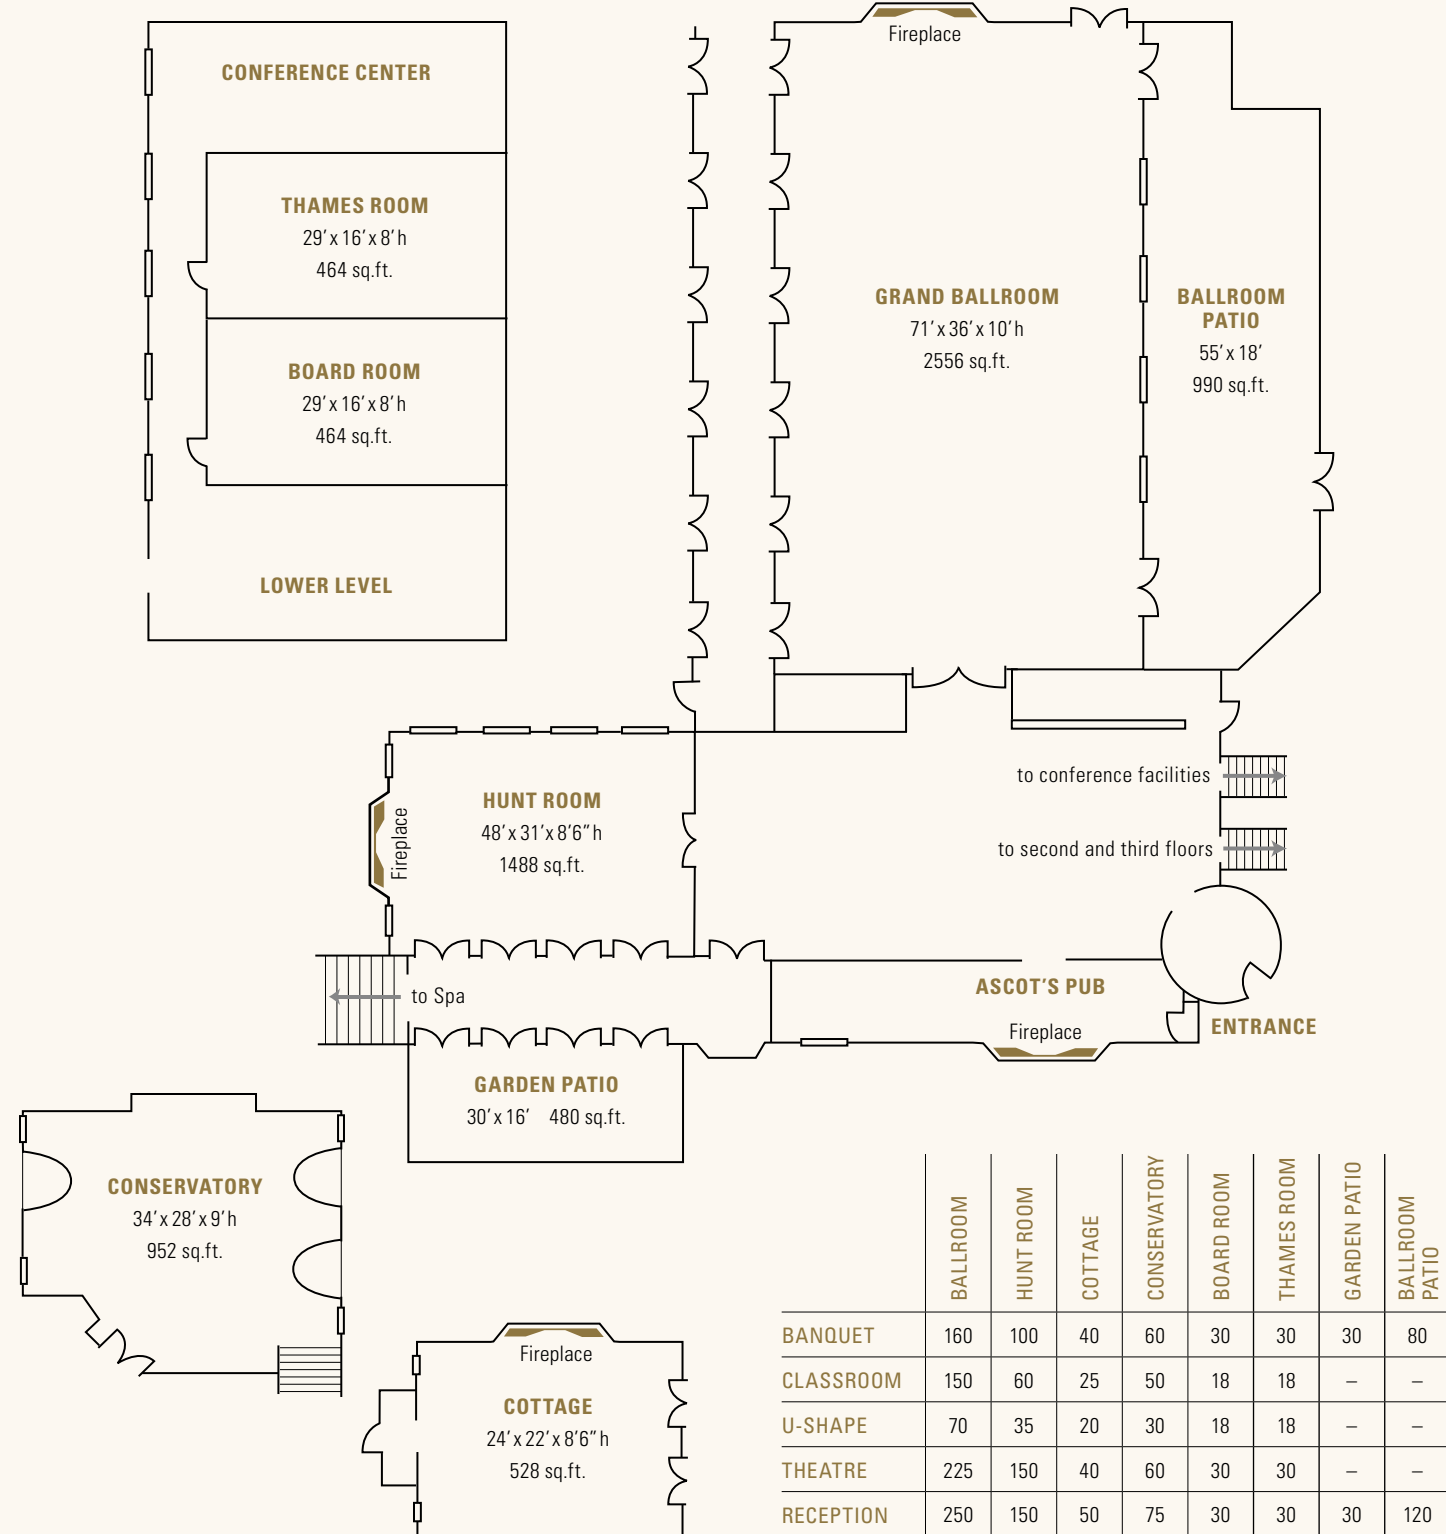 CONFERENCE CENTER
THAMES ROOM
29′ x 16′ x 8′ h
464 sq.ft.
BOARD ROOM
29′ x 16′ x 8′ h
464 sq.ft.
LOWER LEVEL
Fireplace
GRAND BALLROOM
71′ x 36′ x 10′ h
2556 sq.ft.
BALLROOM
PATIO
55′ x 18′
990 sq.ft.
HUNT ROOM
48′ x 31′ x 8′6″ h
1488 sq.ft.
Fireplace
to conference facilities
to second and third floors
to Spa
ASCOT'S PUB
Fireplace
ENTRANCE
GARDEN PATIO
30′ x 16′ 480 sq.ft.
CONSERVATORY
34′ x 28′ x 9′ h
952 sq.ft.
Fireplace
COTTAGE
24′ x 22′ x 8′6″ h
528 sq.ft.
BALLROOM HUNT ROOM COTTAGE CONSERVATORY BOARD ROOM THAMES ROOM GARDEN PATIO BALLROOM PATIO
BANQUET 160 100 40 60 30 30 30 80
CLASSROOM 150 60 25 50 18 18 – –
U-SHAPE 70 35 20 30 18 18 – –
THEATRE 225 150 40 60 30 30 – –
RECEPTION 250 150 50 75 30 30 30 120